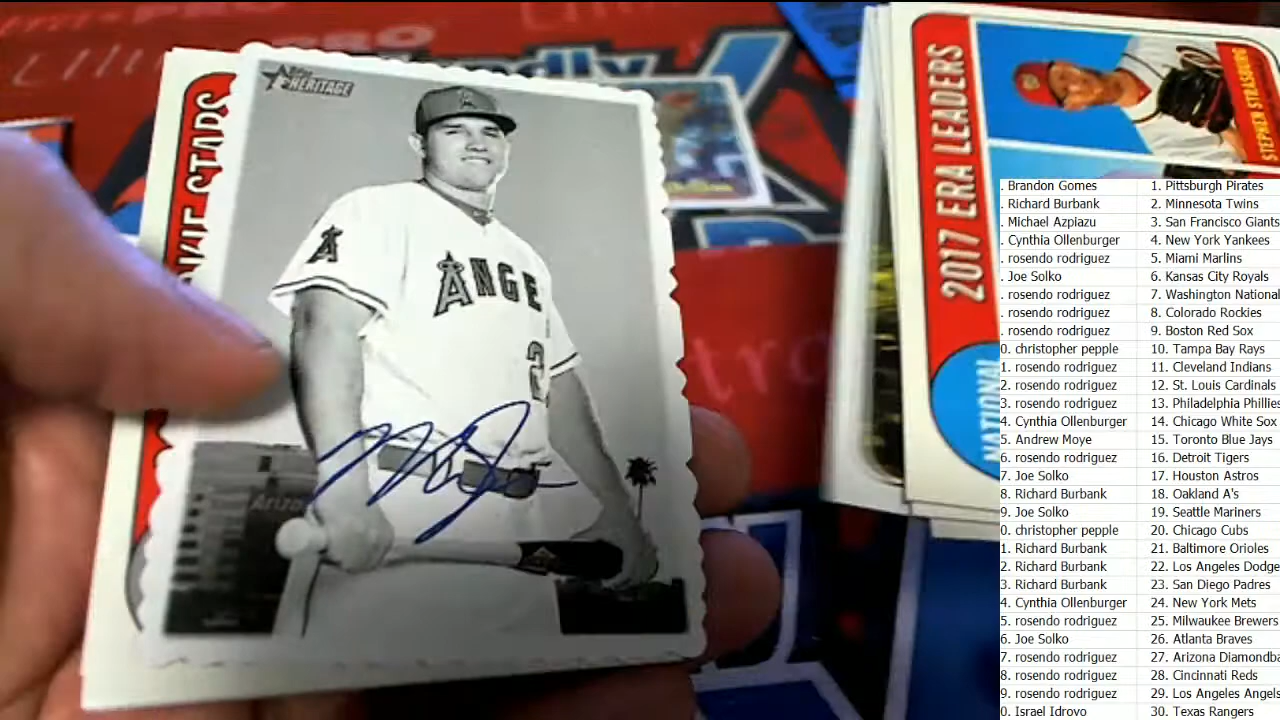 PRO
Ultra PRO
Topps HERITAGE
ROOKIE STARS
ANGE
2
Arizo
2017 ERA LEADERS
STEPHEN STRASBURG
NATIONAL
. Brandon Gomes 1. Pittsburgh Pirates
. Richard Burbank 2. Minnesota Twins
. Michael Azpiazu 3. San Francisco Giants
. Cynthia Ollenburger 4. New York Yankees
. rosendo rodriguez 5. Miami Marlins
. Joe Solko 6. Kansas City Royals
. rosendo rodriguez 7. Washington National
. rosendo rodriguez 8. Colorado Rockies
. rosendo rodriguez 9. Boston Red Sox
0. christopher pepple 10. Tampa Bay Rays
1. rosendo rodriguez 11. Cleveland Indians
2. rosendo rodriguez 12. St. Louis Cardinals
3. rosendo rodriguez 13. Philadelphia Phillies
4. Cynthia Ollenburger 14. Chicago White Sox
5. Andrew Moye 15. Toronto Blue Jays
6. rosendo rodriguez 16. Detroit Tigers
7. Joe Solko 17. Houston Astros
8. Richard Burbank 18. Oakland A's
9. Joe Solko 19. Seattle Mariners
0. christopher pepple 20. Chicago Cubs
1. Richard Burbank 21. Baltimore Orioles
2. Richard Burbank 22. Los Angeles Dodge
3. Richard Burbank 23. San Diego Padres
4. Cynthia Ollenburger 24. New York Mets
5. rosendo rodriguez 25. Milwaukee Brewers
6. Joe Solko 26. Atlanta Braves
7. rosendo rodriguez 27. Arizona Diamondba
8. rosendo rodriguez 28. Cincinnati Reds
9. rosendo rodriguez 29. Los Angeles Angels
0. Israel Idrovo 30. Texas Rangers